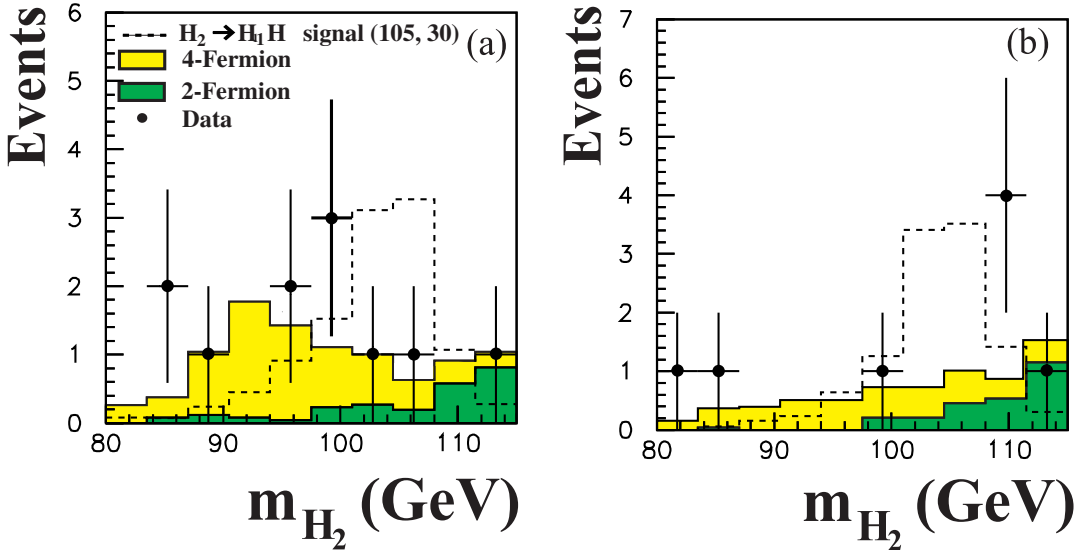 Events
6
5
4
3
2
1
0
H₂ → H₁H signal (105, 30)
4-Fermion
2-Fermion
Data
(a)
80 90 100 110
m_H₂ (GeV)
Events
7
6
5
4
3
2
1
0
(b)
80 90 100 110
m_H₂ (GeV)